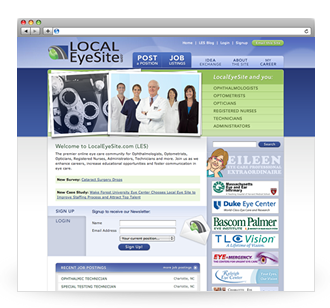 Home | LES Blog | Login | Signup
LOCAL
EyeSite
POST
A
POSITION
JOB
LISTINGS
IDEA
EXCHANGE
ABOUT
THE SITE
MY
CAREER
LocalEyeSite and you:
OPHTHALMOLOGISTS
OPTOMETRISTS
OPTICIANS
REGISTERED NURSES
TECHNICIANS
ADMINISTRATORS
Welcome to LocalEyeSite.com (LES)
The premier online eye care community for Ophthalmologists, Optometrists,
Opticians, Registered Nurses, Administrators, Technicians and more. Join us as we
enhance careers, increase educational opportunities and foster communication in
eye care.
New Survey: Cataract Surgery Drops
New Case Study: Wake Forest University Eye Center Chooses Local Eye Site to
Improve Staffing Process and Attract Top Talent
SIGN UP
LOGIN
Signup to receive our Newsletter:
Name
Email Address
Your current position...
Sign Up!
RECENT JOB POSTINGS
more job postings
OPHTHALMIC TECHNICIAN
Charlotte, NC
SPECIAL TESTING TECHNICIAN
Charlotte, NC
Search
EILEEN
EYE CARE PROFESSIONAL
EXTRAORDINAIRE
Massachusetts
Eye and Ear
Infirmary
Duke Eye Center
Bascom Palmer
Eye Institute
TLC Vision
EYE-MERGENCY
Eye Center